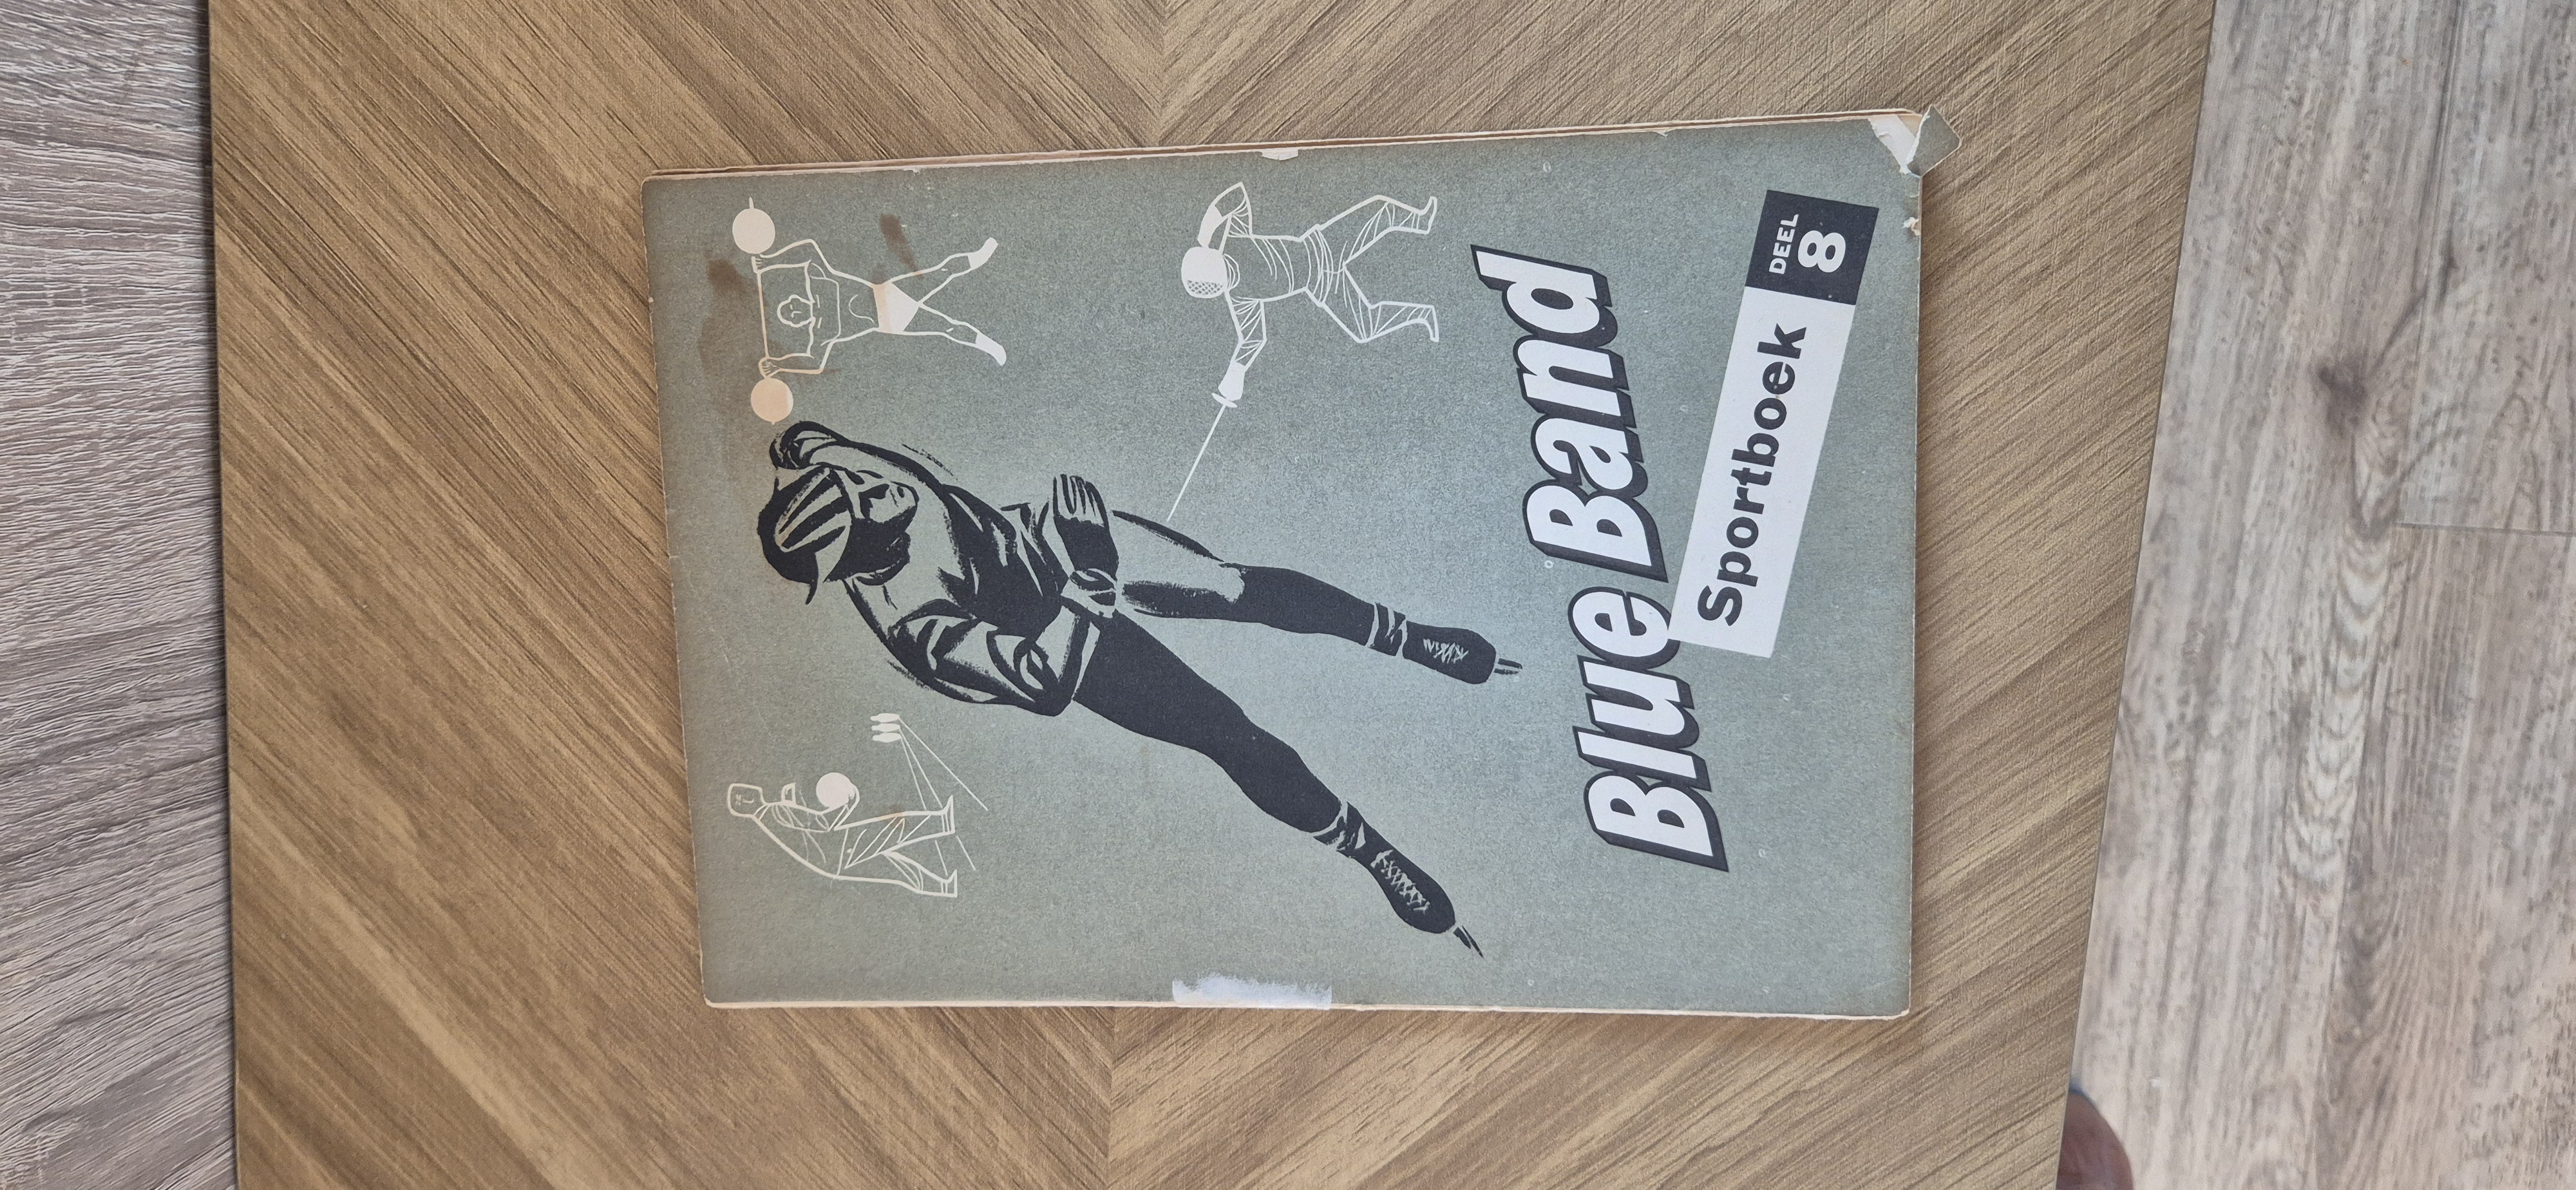 Blue Band
Sportboek
DEEL
8